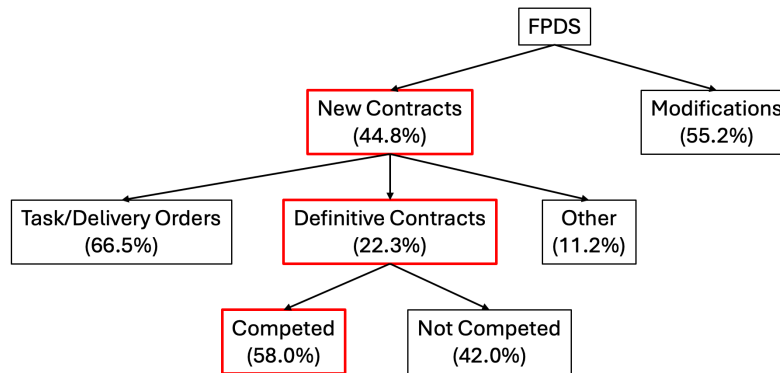 FPDS
New Contracts
(44.8%)
Modifications
(55.2%)
Task/Delivery Orders
(66.5%)
Definitive Contracts
(22.3%)
Other
(11.2%)
Competed
(58.0%)
Not Competed
(42.0%)